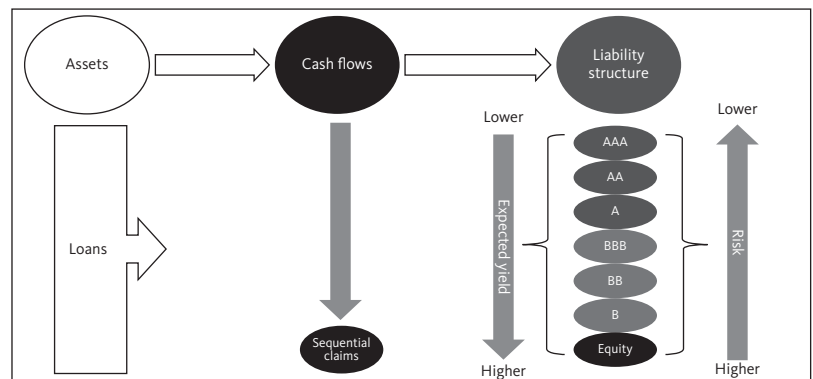 Assets
Cash flows
Liability
structure
Lower
Lower
AAA
AA
A
BBB
BB
B
Equity
Expected yield
Risk
Loans
Sequential
claims
Higher
Higher